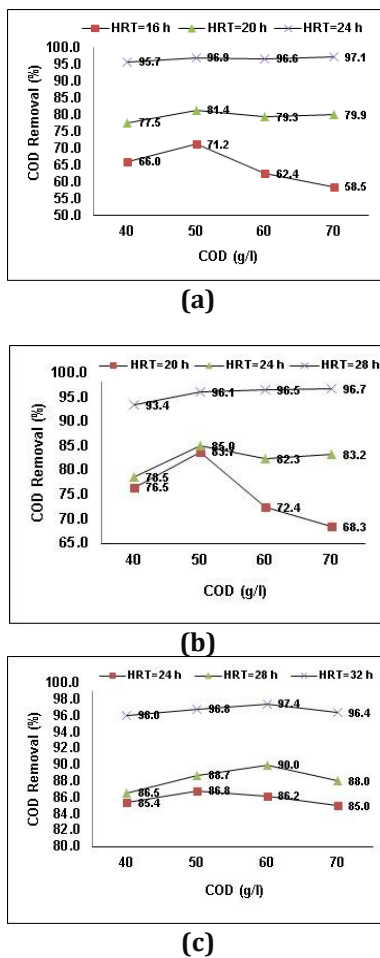 HRT=16 h HRT=20 h HRT=24 h
COD Removal (%)
100.0
95.0
90.0
85.0
80.0
75.0
70.0
65.0
60.0
55.0
50.0
95.7 96.9 96.6 97.1
77.5 81.4 79.3 79.9
66.0 71.2 62.4 58.5
40 50 60 70
COD (g/l)
(a)
HRT=20 h HRT=24 h HRT=28 h
COD Removal (%)
100.0
95.0
90.0
85.0
80.0
75.0
70.0
65.0
93.4 96.1 96.5 96.7
78.5 85.0 82.3 83.2
76.5 83.7 72.4 68.3
40 50 60 70
COD (g/l)
(b)
HRT=24 h HRT=28 h HRT=32 h
COD Removal (%)
100.0
98.0
96.0
94.0
92.0
90.0
88.0
86.0
84.0
82.0
80.0
96.0 96.8 97.4 96.4
86.5 88.7 90.0 88.0
85.4 86.8 86.2 85.0
40 50 60 70
COD (g/l)
(c)